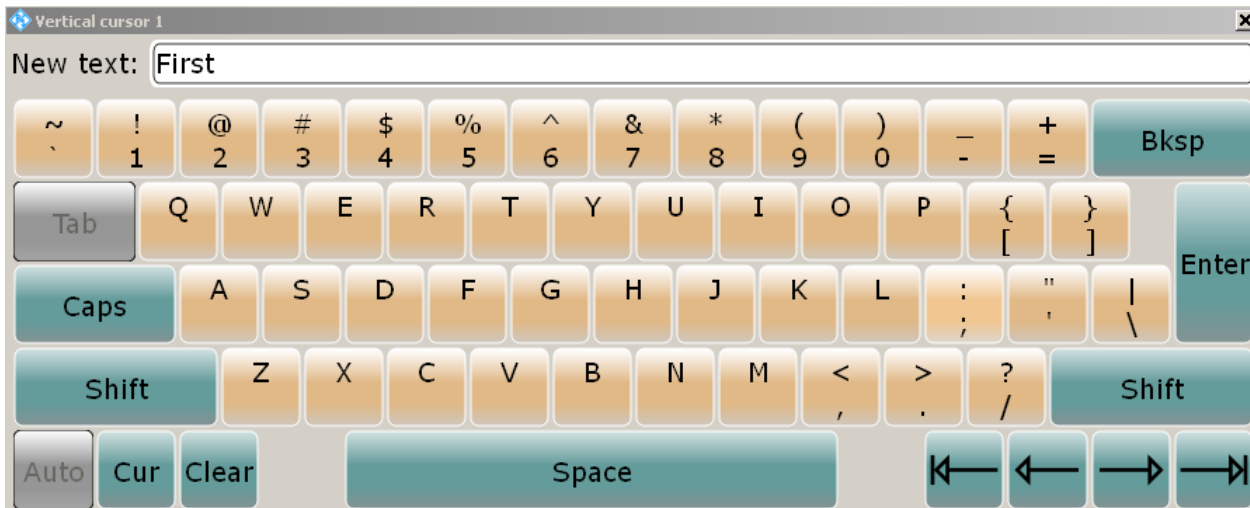 Vertical cursor 1
New text: First
~ ! @ # $ % ^ & * ( ) _ + Bksp
` 1 2 3 4 5 6 7 8 9 0 - =
Tab Q W E R T Y U I O P { }
[ ]
Enter
Caps A S D F G H J K L : " |
; ' \
Shift Z X C V B N M < > ? Shift
, . /
Auto Cur Clear Space